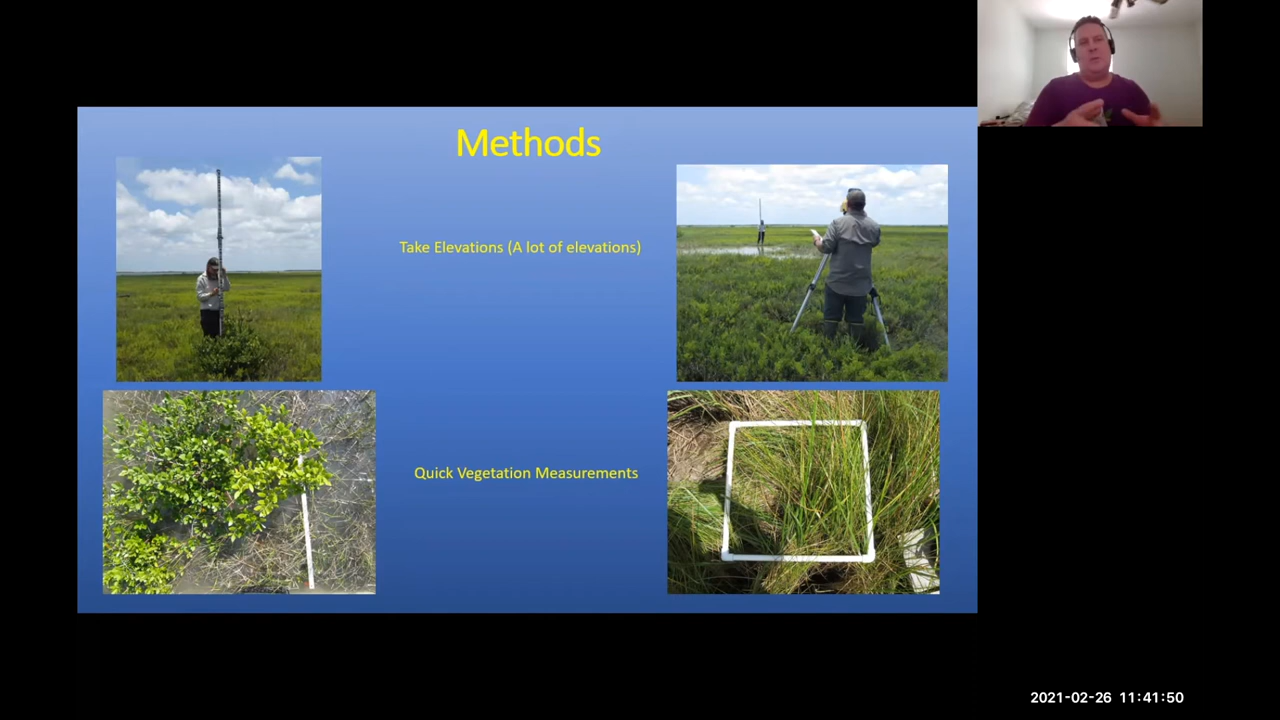 Methods
Take Elevations (A lot of elevations)
Quick Vegetation Measurements
2021-02-26 11:41:50